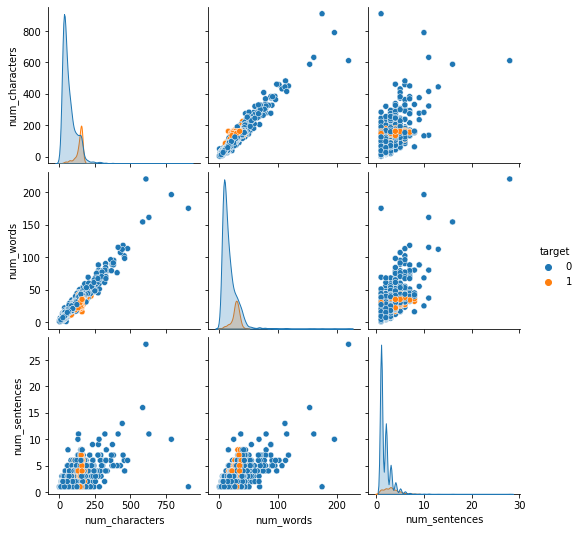 num_characters
800
600
400
200
0
num_words
200
150
100
50
0
target
0
1
num_sentences
25
20
15
10
5
0
0 250 500 750
0 100 200
0 10 20 30
num_characters num_words num_sentences